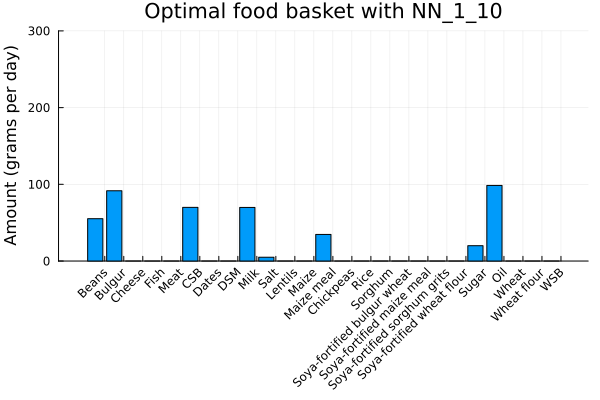 Optimal food basket with NN_1_10
Amount (grams per day)
300
200
100
0
Beans
Bulgur
Cheese
Fish
Meat
CSB
Dates
DSM
Milk
Salt
Lentils
Maize
Maize meal
Chickpeas
Rice
Sorghum
Soya-fortified bulgur wheat
Soya-fortified maize meal
Soya-fortified sorghum grits
Soya-fortified wheat flour
Sugar
Oil
Wheat
Wheat flour
WSB